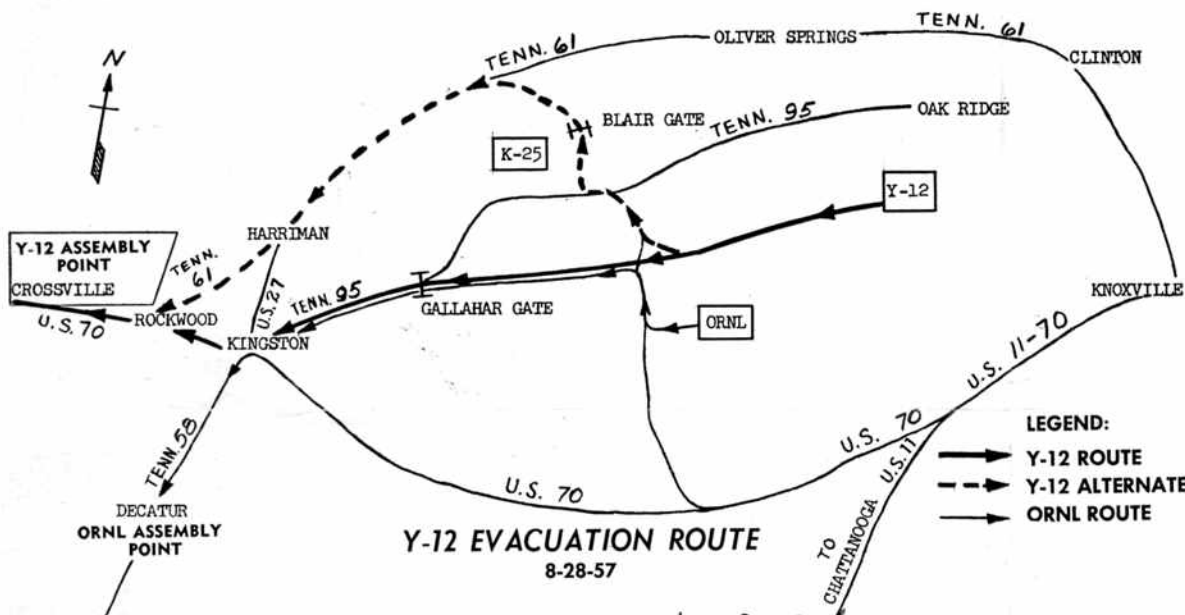 N
TENN. 61
OLIVER SPRINGS
TENN. 61
CLINTON
BLAIR GATE
TENN. 95
OAK RIDGE
K-25
Y-12
Y-12 ASSEMBLY
POINT
CROSSVILLE
HARRIMAN
TENN.
61
U.S. 27
TENN. 95
U.S. 70
ROCKWOOD
KINGSTON
GALLAHAR GATE
ORNL
KNOXVILLE
U.S. 11-70
U.S. 70
U.S. 11
TENN. 58
U.S. 70
DECATUR
ORNL ASSEMBLY
POINT
TO
CHATTANOOGA
LEGEND:
Y-12 ROUTE
Y-12 ALTERNATE
ORNL ROUTE
Y-12 EVACUATION ROUTE
8-28-57